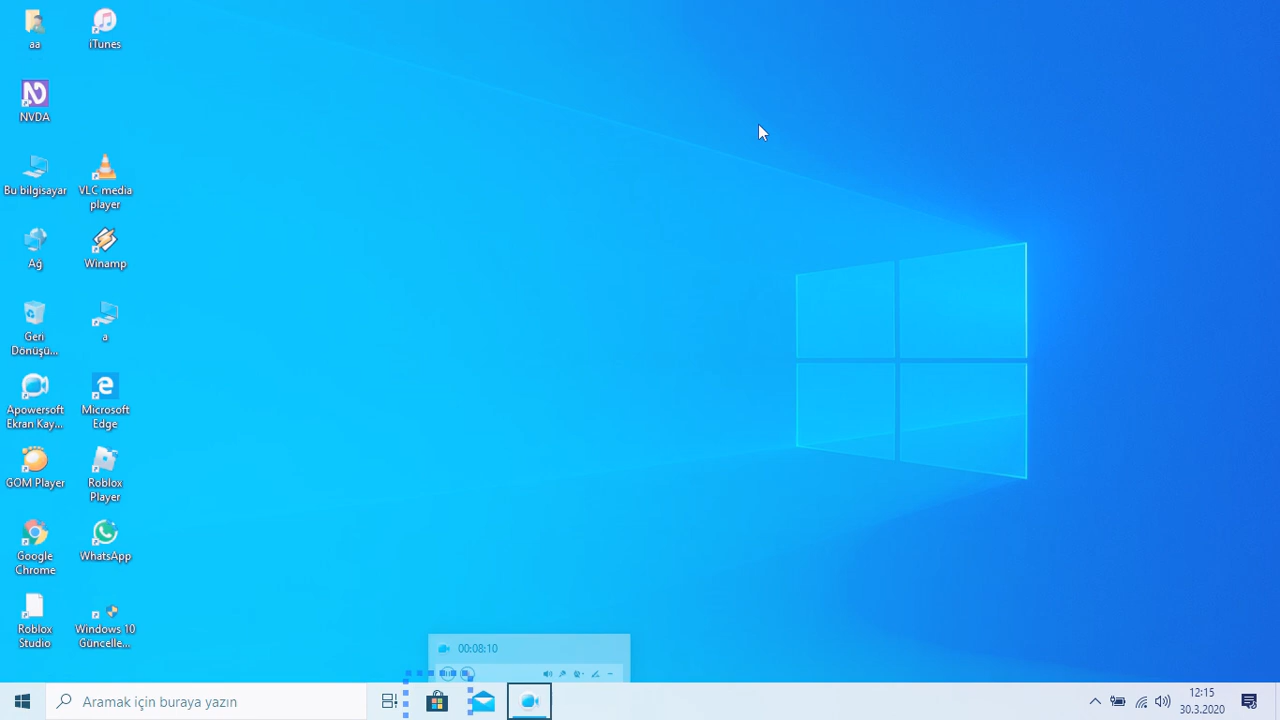 aa
iTunes
NVDA
Bu bilgisayar
VLC media
player
Ağ
Winamp
Geri
Dönüşü...
a
Apowersoft
Ekran Kay...
Microsoft
Edge
GOM Player
Roblox
Player
Google
Chrome
WhatsApp
Roblox
Studio
Windows 10
Güncelle...
00:08:10
Aramak için buraya yazın
12:15
30.3.2020